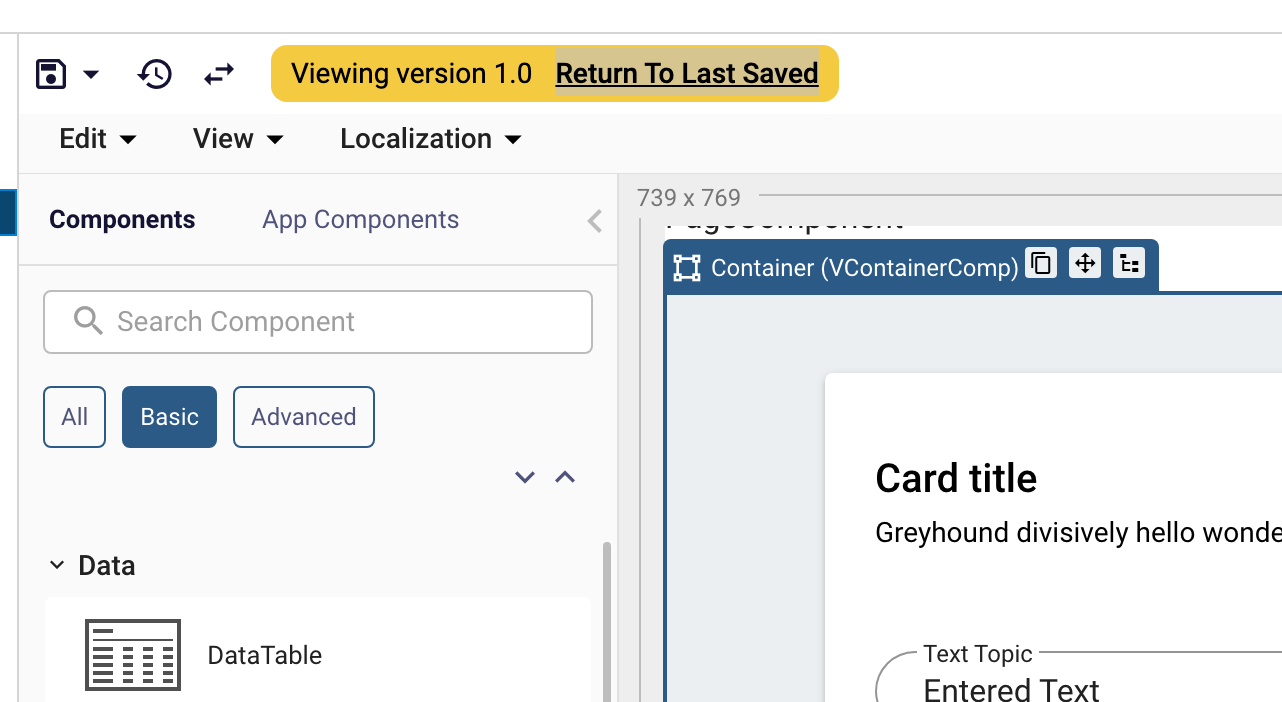 Viewing version 1.0 Return To Last Saved
Edit View Localization
Components App Components
739 x 769
PageComponent
Container (VContainerComp)
Search Component
All Basic Advanced
Card title
Greyhound divisively hello wonde
Data
DataTable
Text Topic
Entered Text